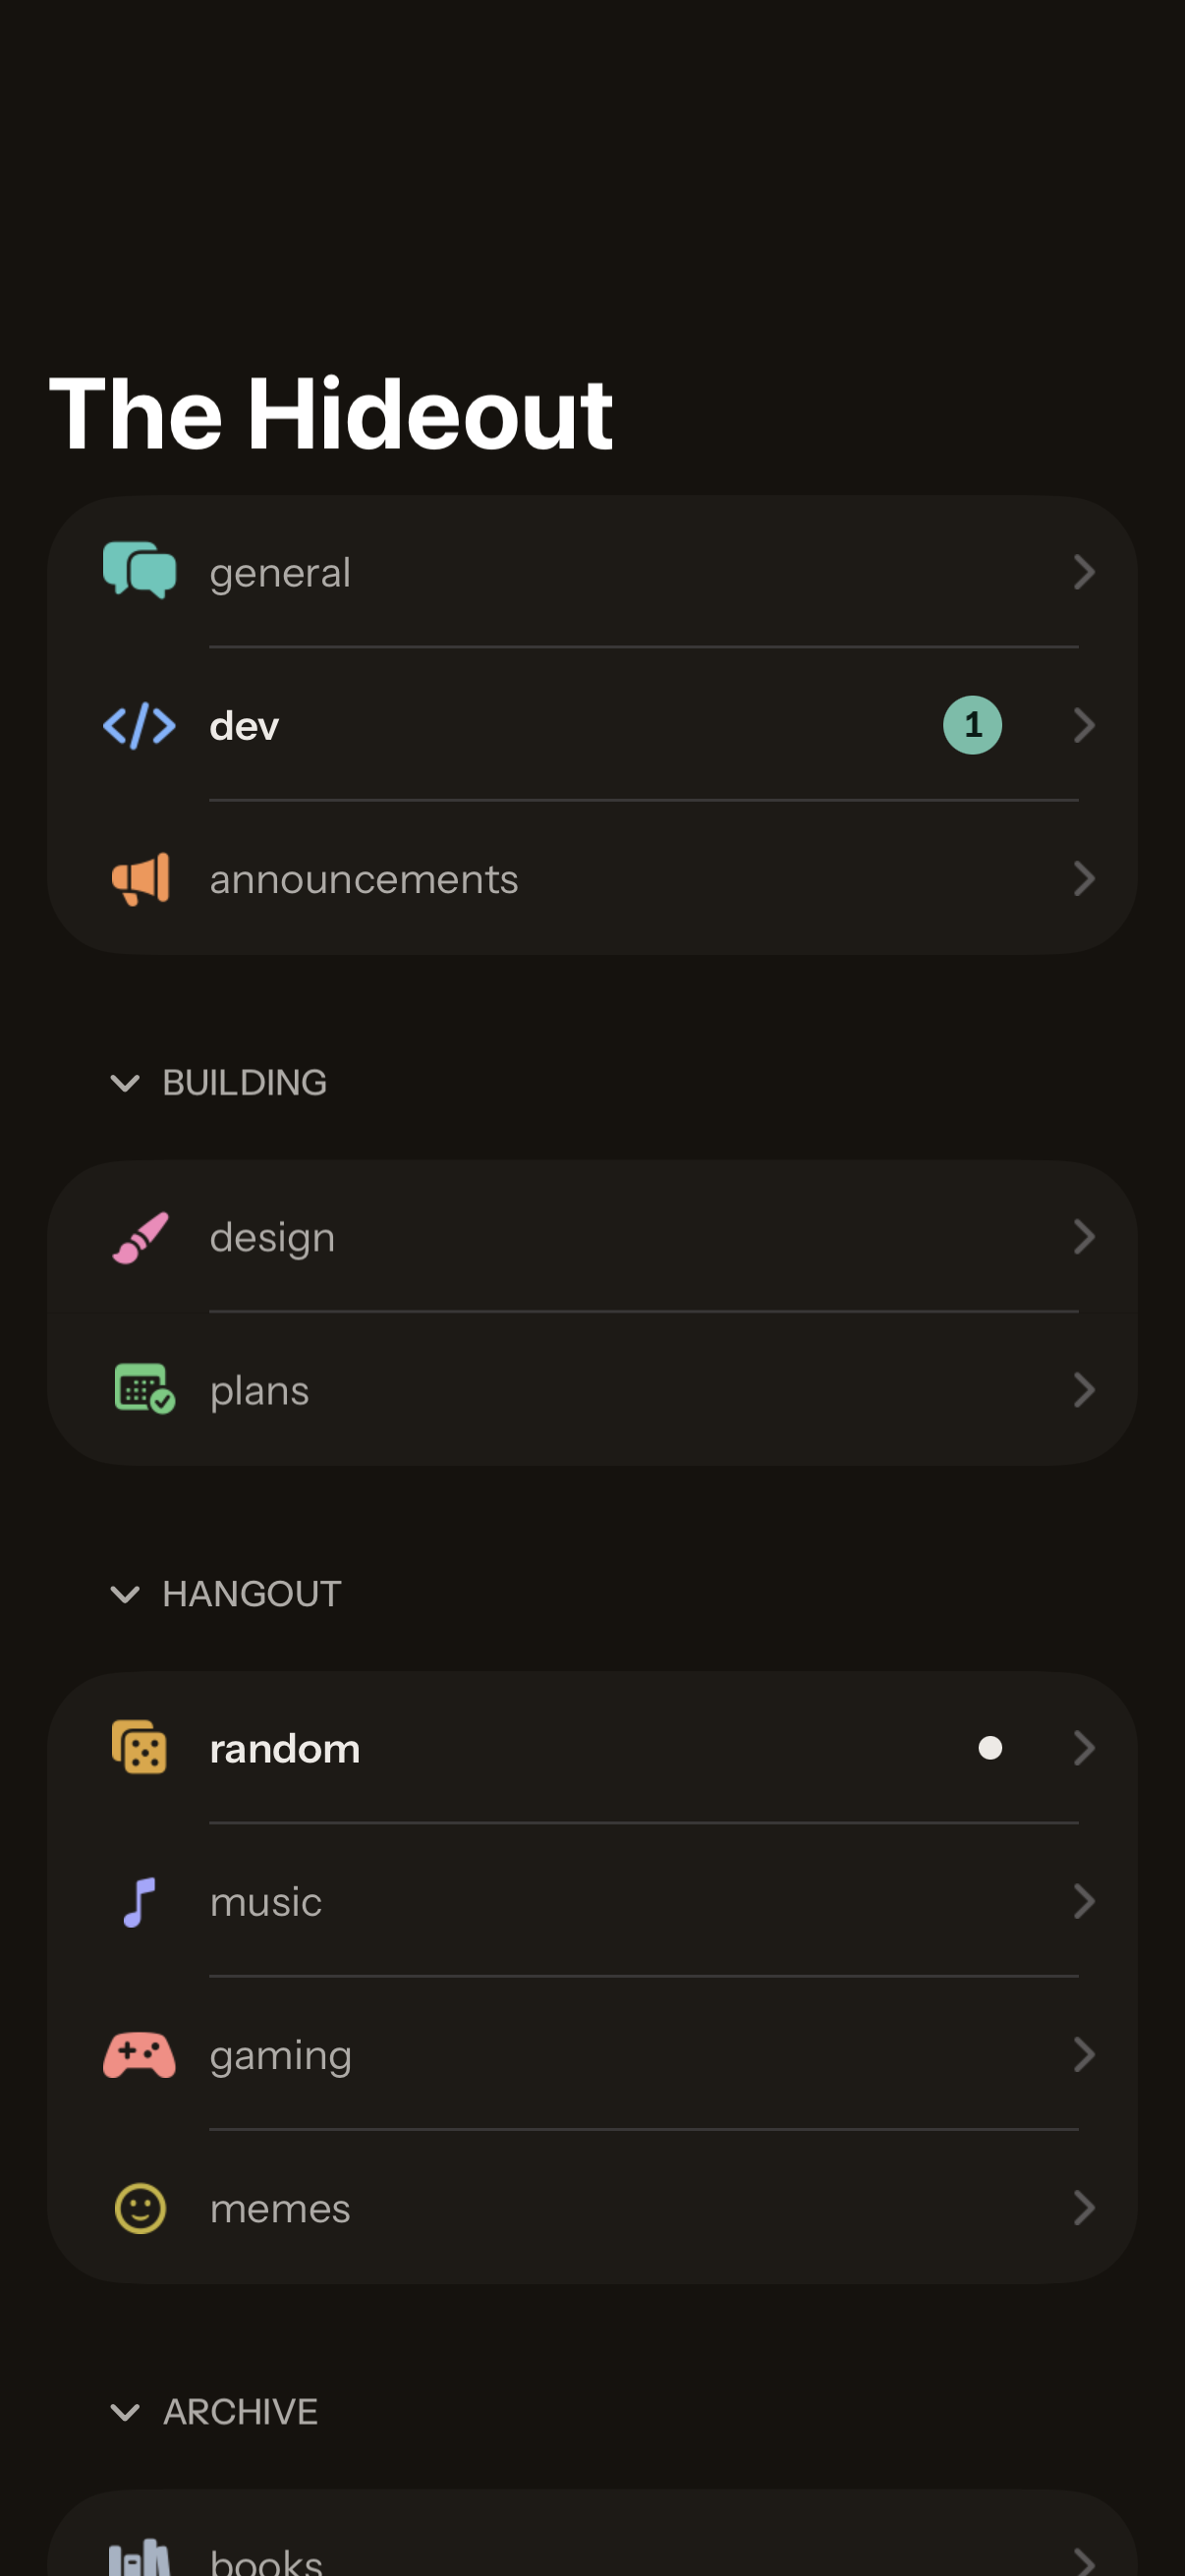 The Hideout
general
dev 1
announcements
BUILDING
design
plans
HANGOUT
random
music
gaming
memes
ARCHIVE
books